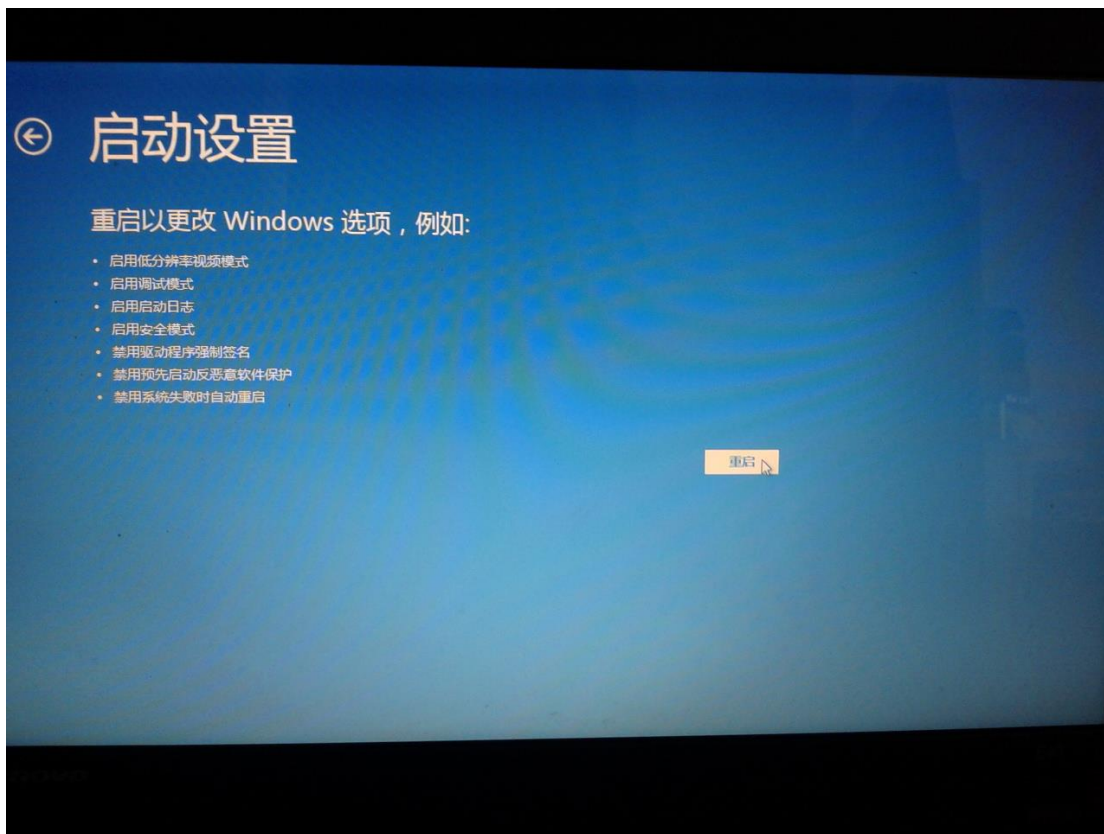 启动设置
重启以更改 Windows 选项，例如:
• 启用低分辨率视频模式
• 启用调试模式
• 启用启动日志
• 启用安全模式
• 禁用驱动程序强制签名
• 禁用预先启动反恶意软件保护
• 禁用系统失败时自动重启
重启